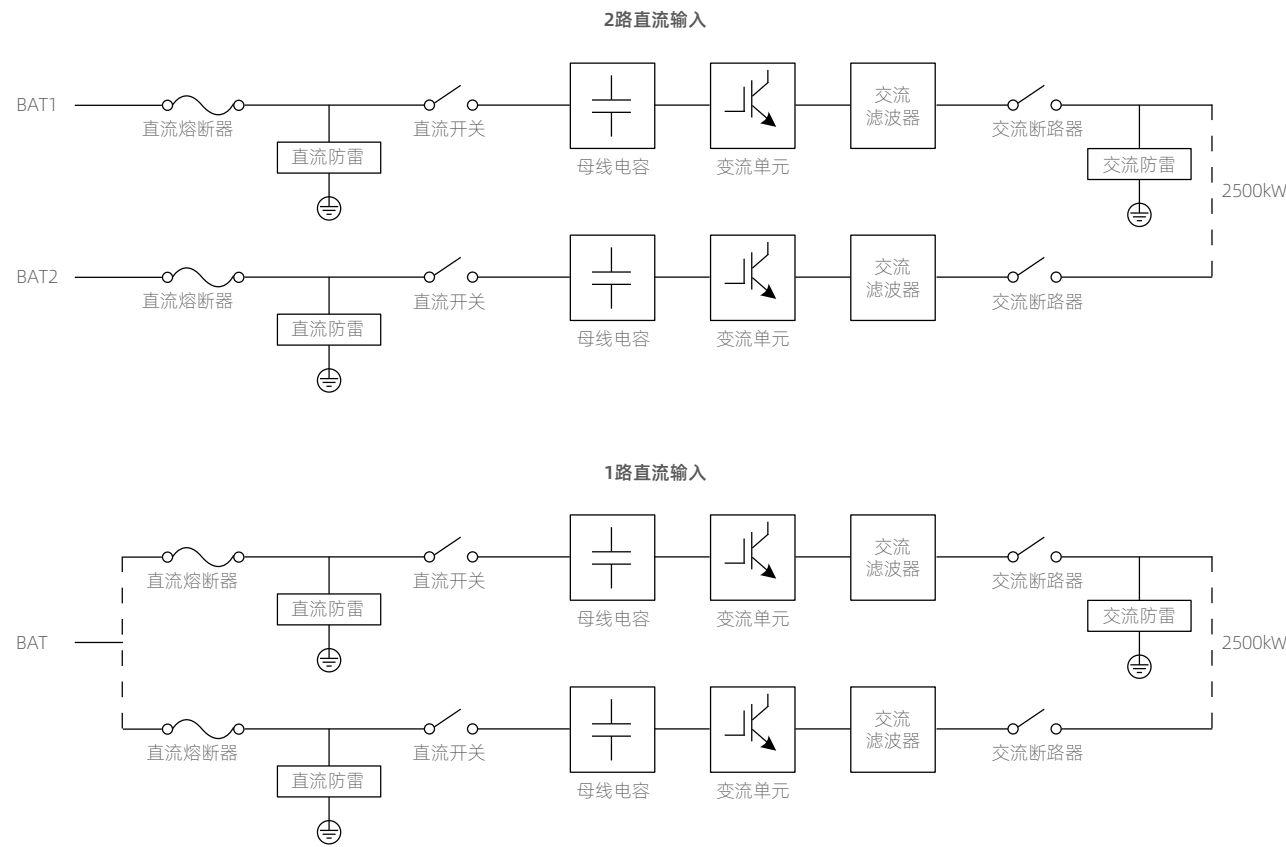 2路直流输入
BAT1
直流熔断器
直流防雷
直流开关
母线电容
变流单元
交流
滤波器
交流断路器
交流防雷
2500kW
BAT2
直流熔断器
直流防雷
直流开关
母线电容
变流单元
交流
滤波器
交流断路器
1路直流输入
直流熔断器
直流防雷
直流开关
母线电容
变流单元
交流
滤波器
交流断路器
交流防雷
BAT
2500kW
直流熔断器
直流防雷
直流开关
母线电容
变流单元
交流
滤波器
交流断路器